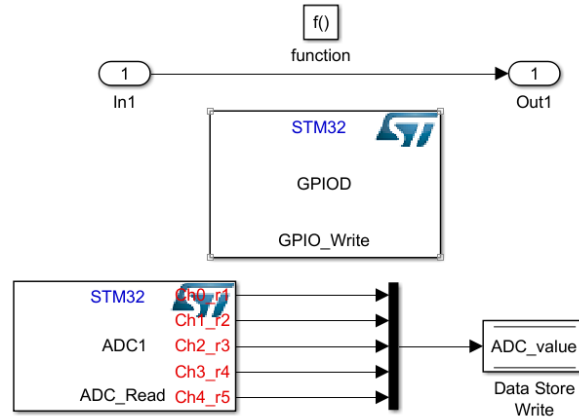 f()
function
1
1
In1
Out1
STM32
GPIOD
GPIO_Write
STM32
Ch0_r1
Ch1_r2
ADC1
Ch2_r3
Ch3_r4
ADC_Read
Ch4_r5
ADC_value
Data Store
Write